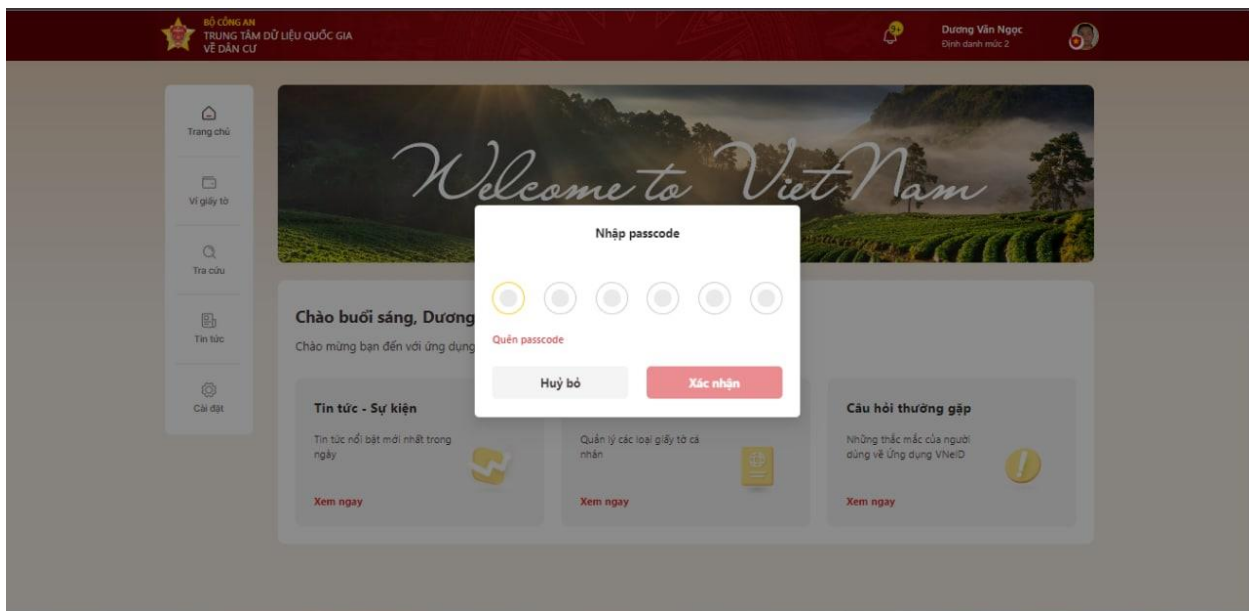 BỘ CÔNG AN
TRUNG TÂM DỮ LIỆU QUỐC GIA
VỀ DÂN CƯ
9+
Dương Văn Ngọc
Định danh mức 2
Trang chủ
Ví giấy tờ
Tra cứu
Tin tức
Cài đặt
Welcome to Viet Nam
Nhập passcode
Quên passcode
Huỷ bỏ
Xác nhận
Chào buổi sáng, Dương
Chào mừng bạn đến với ứng dụng
Tin tức - Sự kiện
Tin tức nổi bật mới nhất trong
ngày
Xem ngay
Quản lý các loại giấy tờ cá
nhân
Xem ngay
Câu hỏi thường gặp
Những thắc mắc của người
dùng về Ứng dụng VNeID
Xem ngay